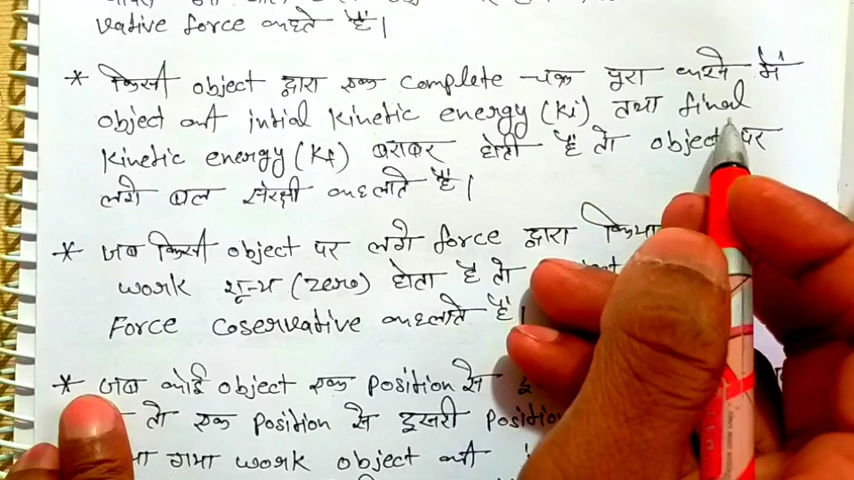 vative force कहते हैं।
* किसी object द्वारा एक complete चक्र पूरा करने में
object की intial kinetic energy (Ki) तथा final
kinetic energy (Kf) बराबर होती है तो object पर
लगे बल संरक्षी कहलाते हैं।
* जब किसी object पर लगे force द्वारा किया
work शून्य (zero) होता है तो
Force coservative कहलाते हैं।
* जब कोई object एक position से
तो एक position से दूसरी position
गया work object की